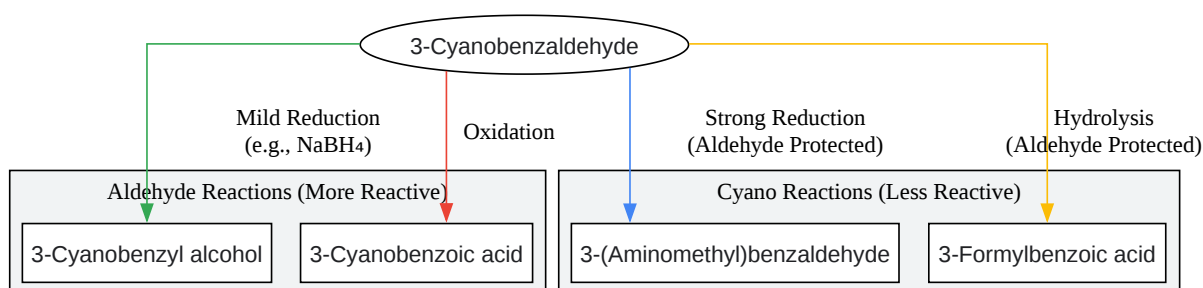 3-Cyanobenzaldehyde
Mild Reduction
(e.g., NaBH₄)
Oxidation
Strong Reduction
(Aldehyde Protected)
Hydrolysis
(Aldehyde Protected)
Aldehyde Reactions (More Reactive)
Cyano Reactions (Less Reactive)
3-Cyanobenzyl alcohol
3-Cyanobenzoic acid
3-(Aminomethyl)benzaldehyde
3-Formylbenzoic acid